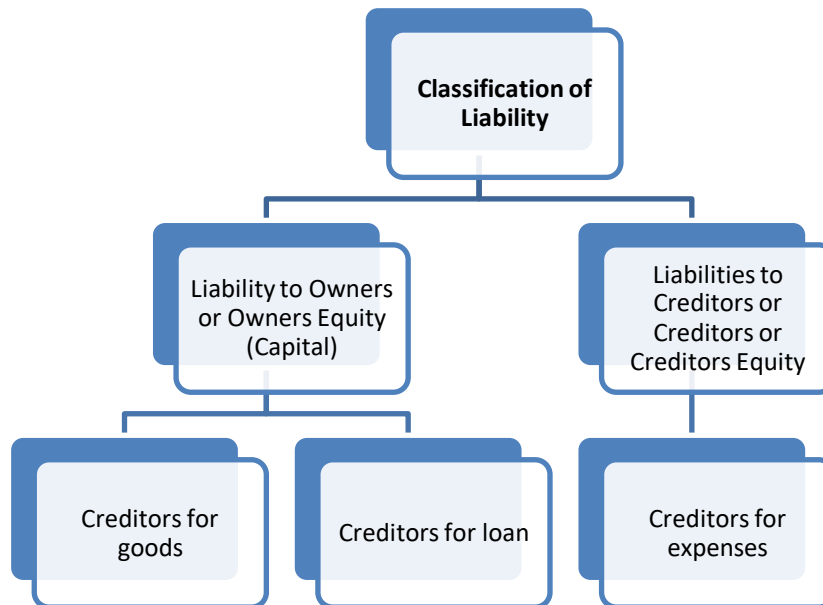 Classification of
Liability
Liability to Owners
or Owners Equity
(Capital)
Liabilities to
Creditors or
Creditors or
Creditors Equity
Creditors for
goods
Creditors for loan
Creditors for
expenses